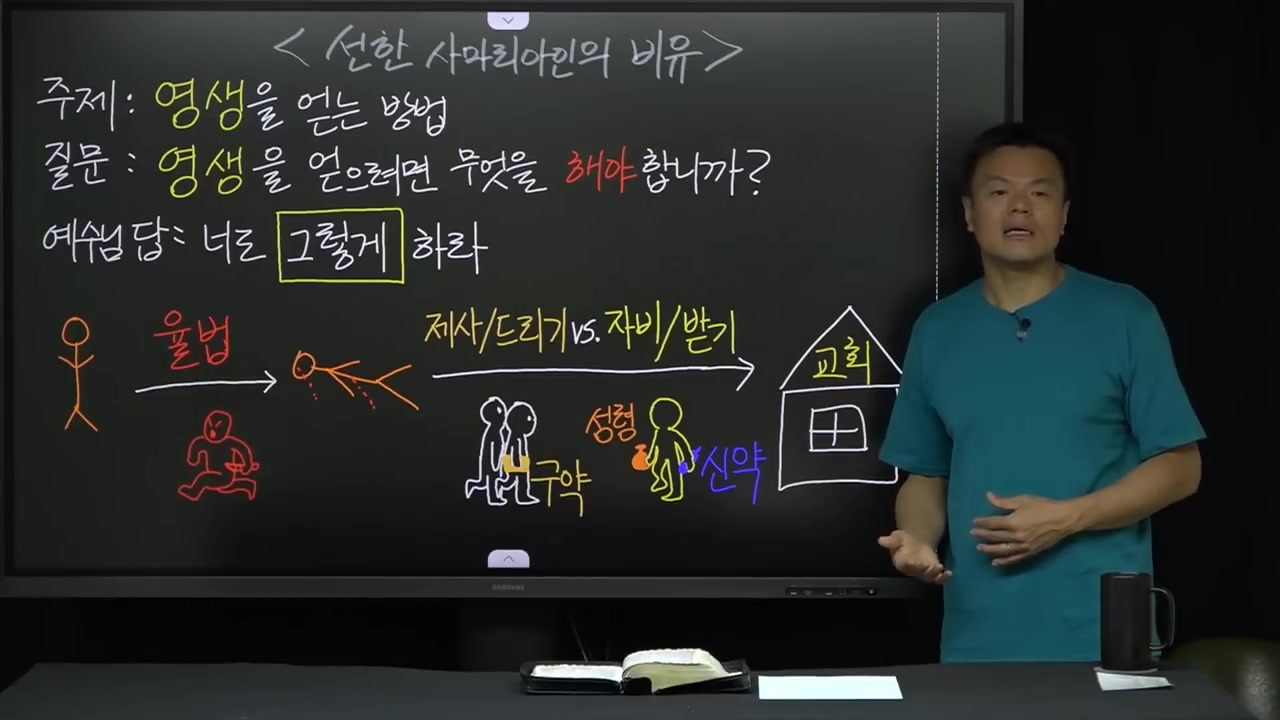 < 선한 사마리아인의 비유 >
주제 : 영생을 얻는 방법
질문 : 영생을 얻으려면 무엇을 해야 합니까?
예수님 답 : 너도 그렇게 하라
율법
제사/드리기 vs. 자비/받기
교회
구약
성령
신약
SAMSUNG